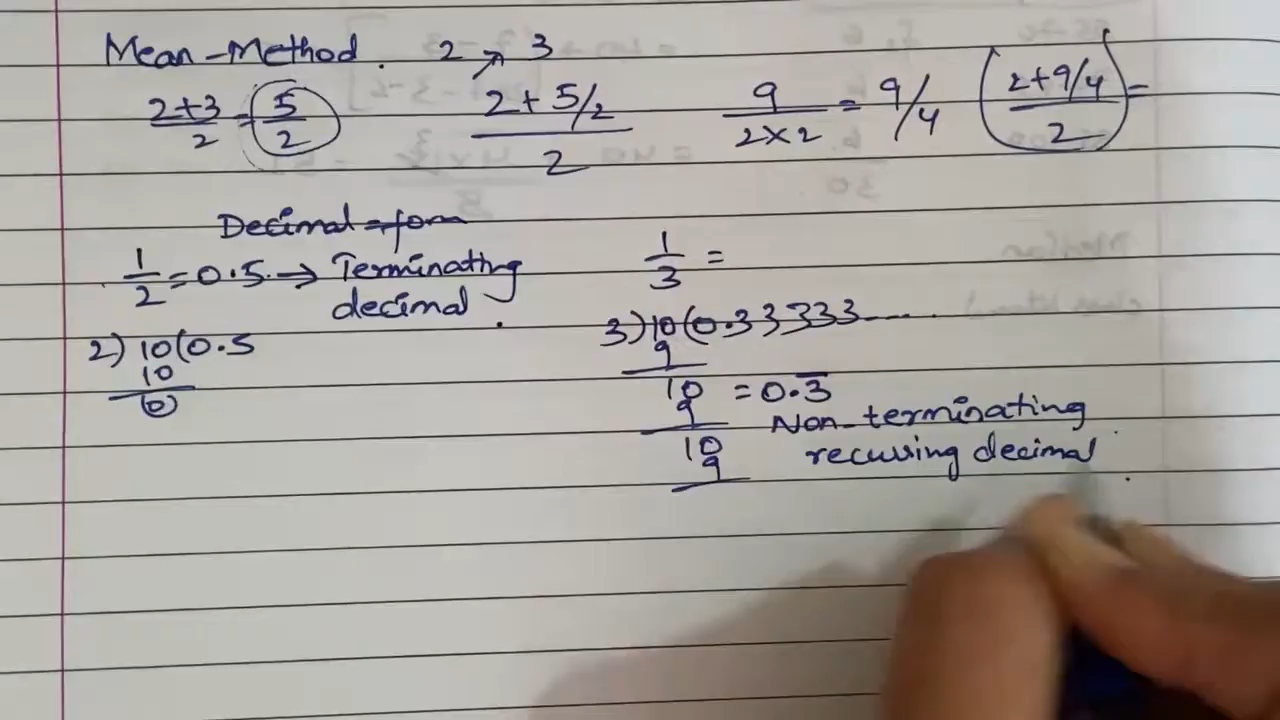 Mean-Method. 2 ↗ 3
2+3/2 = 5/2   2+5/2 / 2   9/2×2 = 9/4   (2+9/4 / 2) =
Decimal form
1/2 = 0.5 → Terminating decimal.
2) 10 (0.5
10
0
1/3 =
3) 10 (0.33333.....
9
10 = 0.3̅
9
Non-terminating
10
recurring decimal.
9